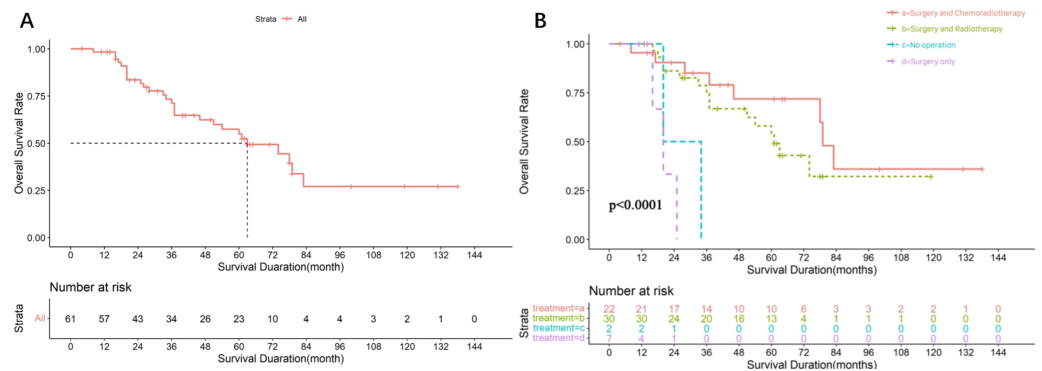 A
Strata All
1.00
0.75
0.50
0.25
0.00
Overall Survival Rate
0 12 24 36 48 60 72 84 96 108 120 132 144
Survival Duaration(month)
Number at risk
Strata
All 61 57 43 34 26 23 10 4 4 3 2 1 0
0 12 24 36 48 60 72 84 96 108 120 132 144
Survival Duaration(month)
B
a=Surgery and Chemoradiotherapy
b=Surgery and Radiotherapy
c=No operation
d=Surgery only
1.00
0.75
0.50
0.25
0.00
Overall Survival Rate
p<0.0001
0 12 24 36 48 60 72 84 96 108 120 132 144
Survival Duration(months)
Number at risk
Strata
treatment=a 22 21 17 14 10 10 6 3 3 2 2 1 0
treatment=b 30 30 24 20 16 13 4 1 1 1 0 0 0
treatment=c 2 2 1 0 0 0 0 0 0 0 0 0 0
treatment=d 7 4 1 0 0 0 0 0 0 0 0 0 0
0 12 24 36 48 60 72 84 96 108 120 132 144
Survival Duration(months)